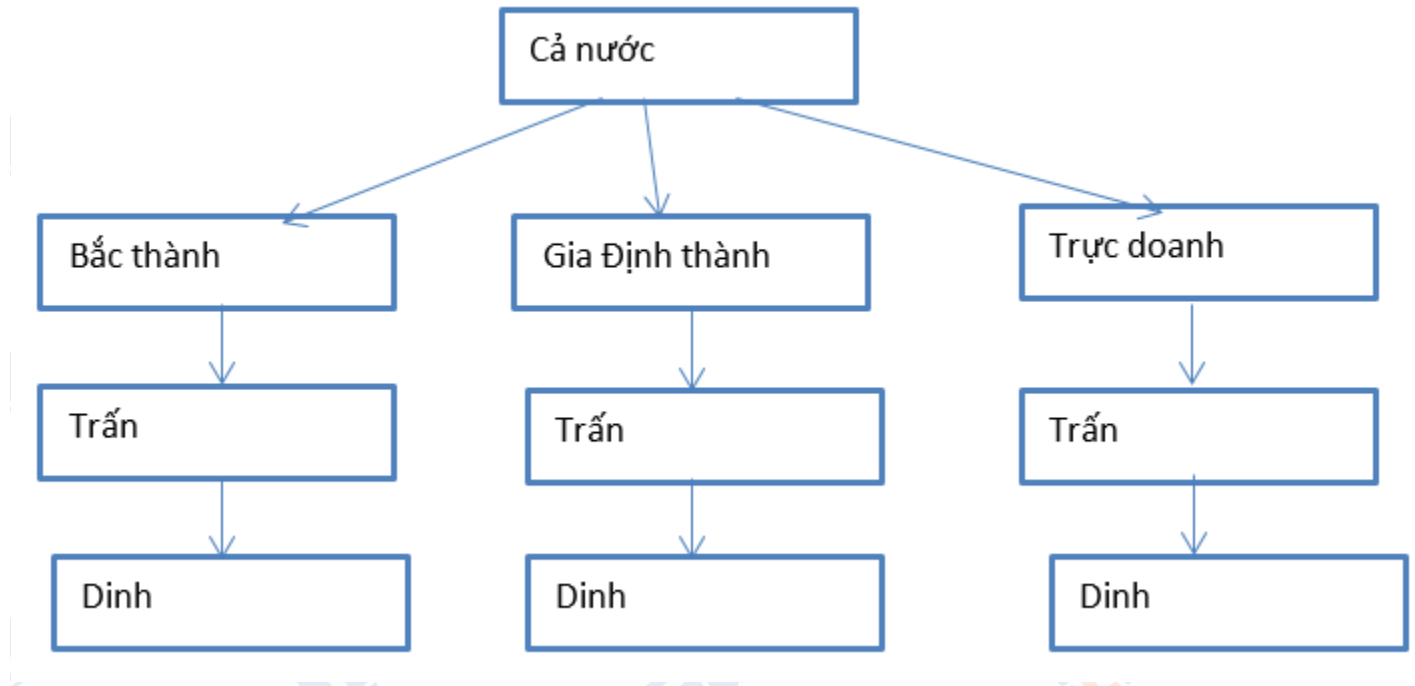 Cả nước
Bắc thành
Gia Định thành
Trực doanh
Trấn
Trấn
Trấn
Dinh
Dinh
Dinh